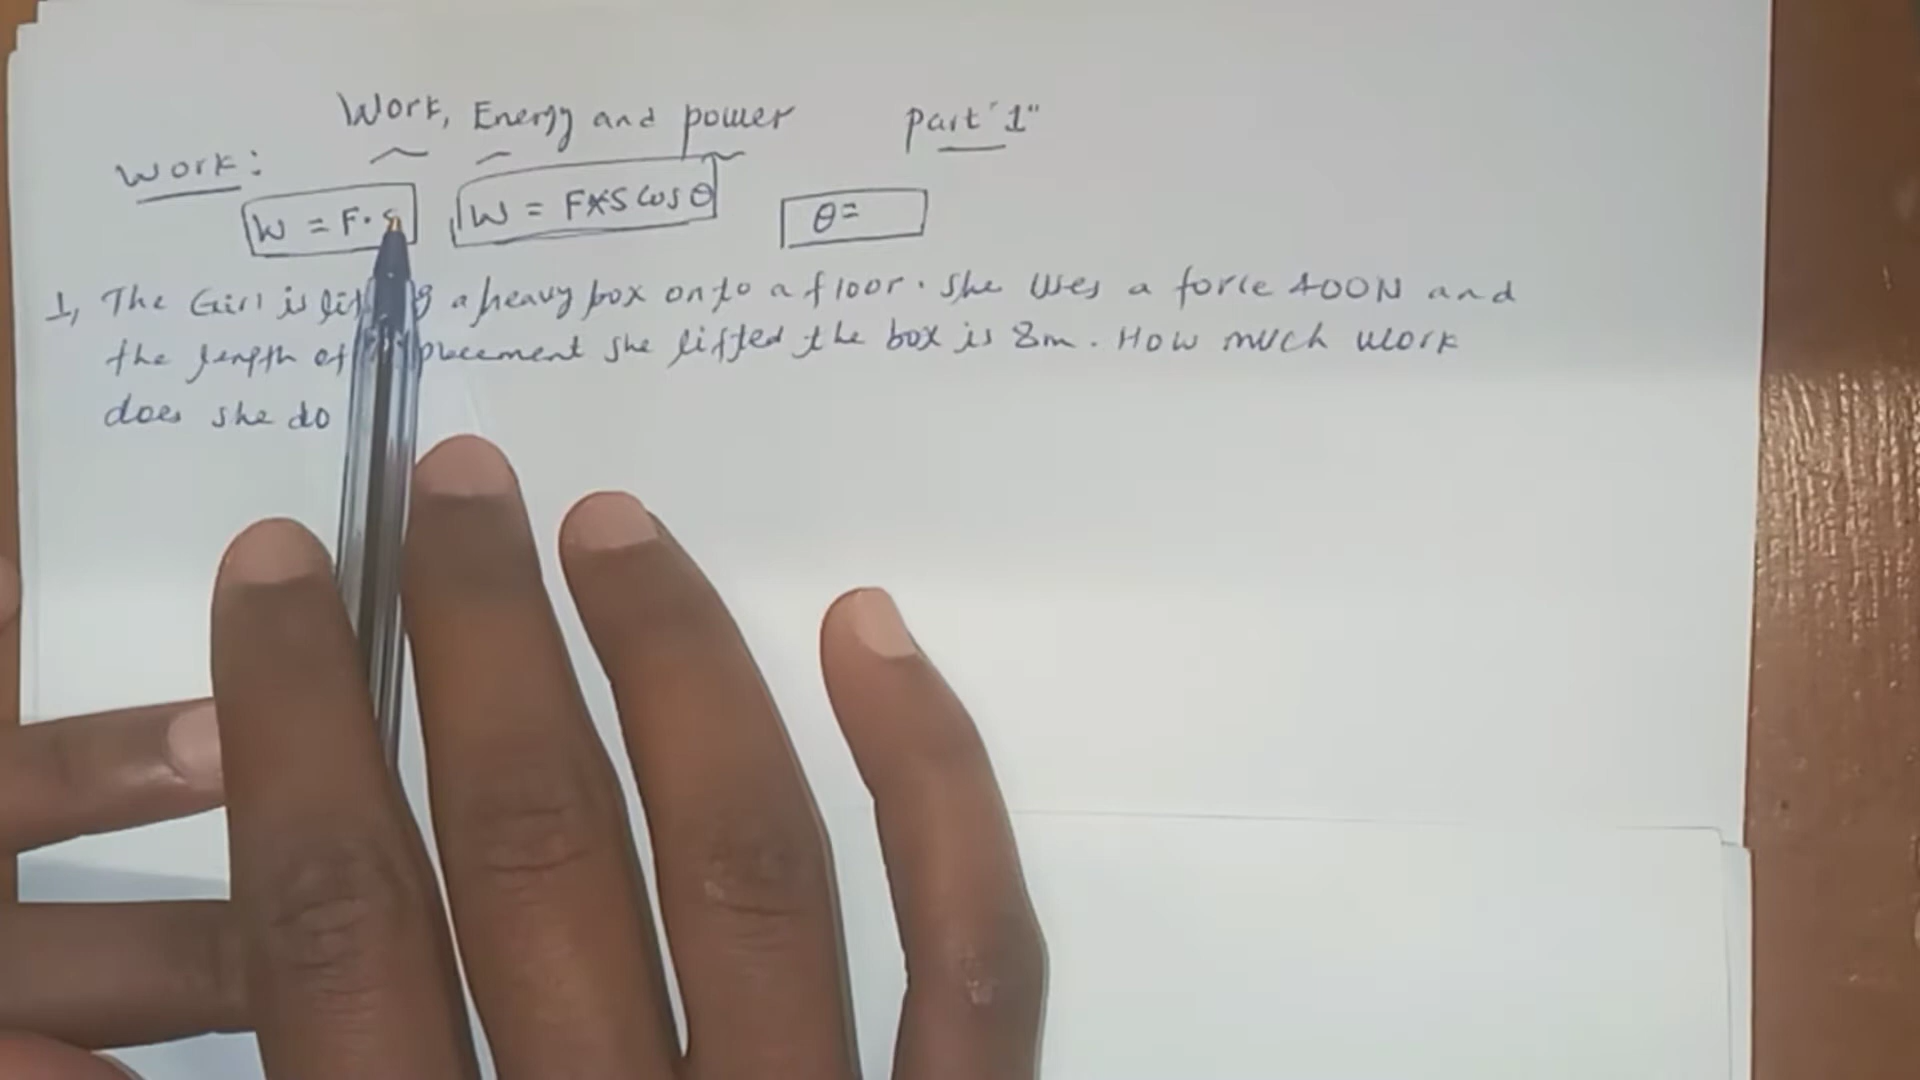 Work, Energy and power Part "1"
Work:
W = F. s W = F×S Cos θ θ=
1, The Girl is a heavy box onto a floor. she uses a force 400N and
the length of she lifted the box is 8m. How much work
does she do